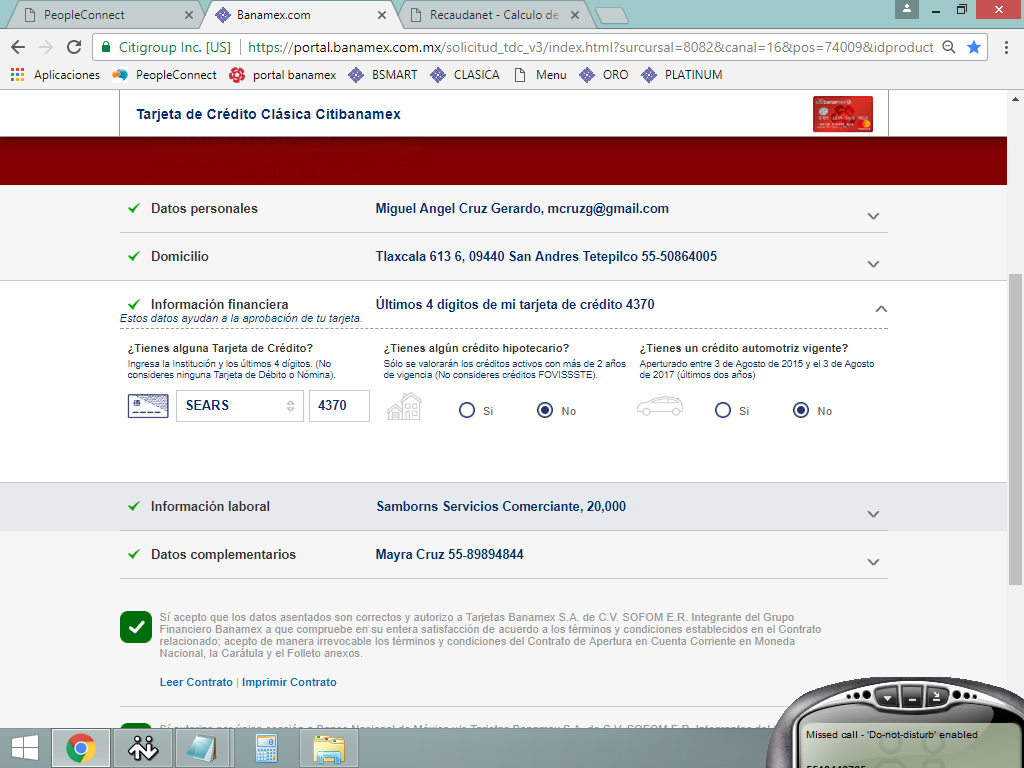 PeopleConnect
Banamex.com
Recaudanet - Calculo de
Citigroup Inc. [US]
https://portal.banamex.com.mx/solicitud_tdc_v3/index.html?sursursal=8082&canal=16&pos=74009&idproduct
Aplicaciones
PeopleConnect
portal banamex
BSMART
CLASICA
Menu
ORO
PLATINUM
Tarjeta de Crédito Clásica Citibanamex
Datos personales
Miguel Angel Cruz Gerardo, mcruzg@gmail.com
Domicilio
Tlaxcala 613 6, 09440 San Andres Tetepilco 55-50864005
Información financiera
Últimos 4 dígitos de mi tarjeta de crédito 4370
Estos datos ayudan a la aprobación de tu tarjeta.
¿Tienes alguna Tarjeta de Crédito?
Ingresa la Institución y los últimos 4 dígitos. (No
consideres ninguna Tarjeta de Débito o Nómina).
SEARS
4370
¿Tienes algún crédito hipotecario?
Sólo se valorarán los créditos activos con más de 2 años
de vigencia (No consideres créditos FOVISSSTE).
Si
No
¿Tienes un crédito automotriz vigente?
Aperturado entre 3 de Agosto de 2015 y el 3 de Agosto
de 2017 (últimos dos años)
Si
No
Información laboral
Samborns Servicios Comerciante, 20,000
Datos complementarios
Mayra Cruz 55-89894844
Sí acepto que los datos asentados son correctos y autorizo a Tarjetas Banamex S.A. de C.V. SOFOM E.R. Integrante del Grupo
Financiero Banamex a que compruebe en su entera satisfacción de acuerdo a los términos y condiciones establecidos en el Contrato
relacionado; acepto de manera irrevocable los términos y condiciones del Contrato de Apertura en Cuenta Corriente en Moneda
Nacional, la Carátula y el Folleto anexos.
Leer Contrato | Imprimir Contrato
Missed call - 'Do-not-disturb' enabled